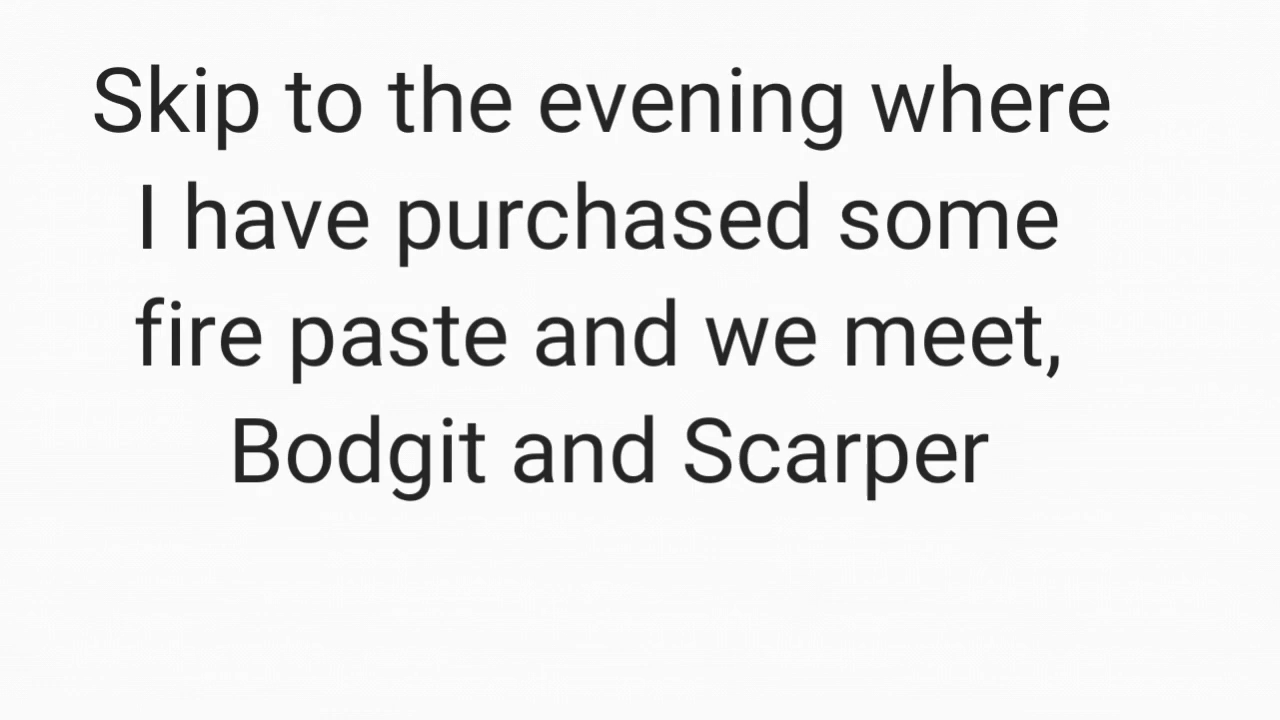 Skip to the evening where
I have purchased some
fire paste and we meet,
Bodgit and Scarper